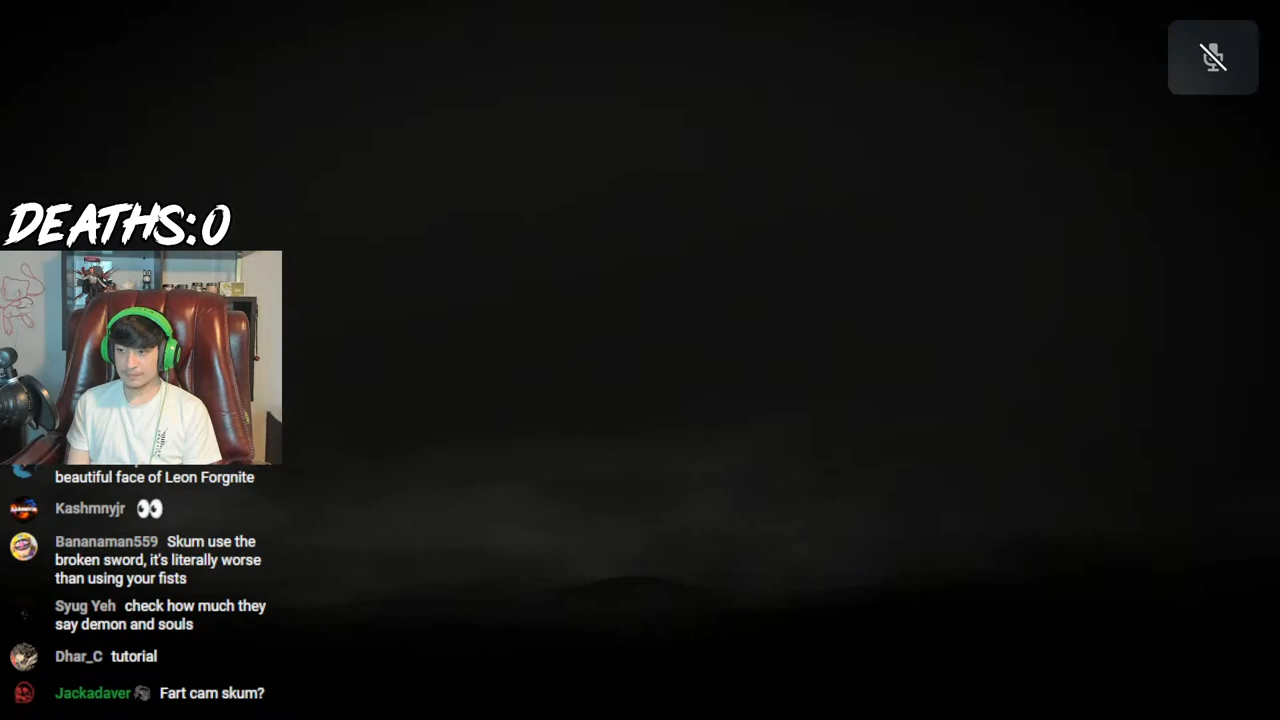 DEATHS:0
beautiful face of Leon Forgnite
Kashmnyjr 👀
Bananaman559 Skum use the
broken sword, it's literally worse
than using your fists
Syug Yeh check how much they
say demon and souls
Dhar_C tutorial
Jackadaver Fart cam skum?